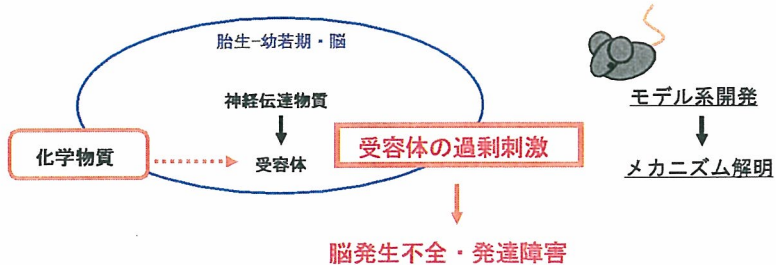 胎生-幼若期・脳
神経伝達物質
化学物質
受容体
受容体の過剰刺激
脳発生不全・発達障害
モデル系開発
メカニズム解明